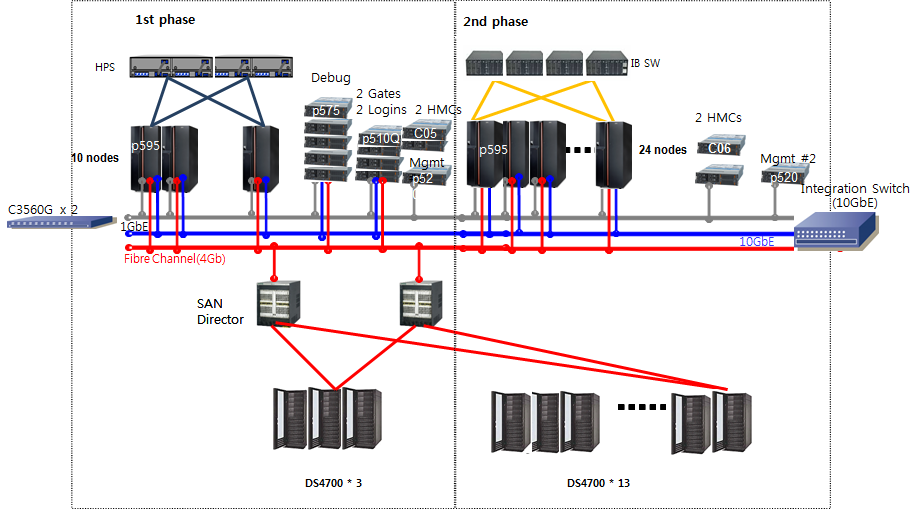 1st phase
2nd phase
HPS
IB SW
Debug
p575
2 Gates
2 Logins
p510Q
2 HMCs
C05
Mgmt
p52
p595
10 nodes
p595
24 nodes
2 HMCs
C06
Mgmt #2
p520
Integration Switch
(10GbE)
C3560G x 2
1GbE
10GbE
Fibre Channel(4Gb)
SAN
Director
DS4700 * 3
DS4700 * 13